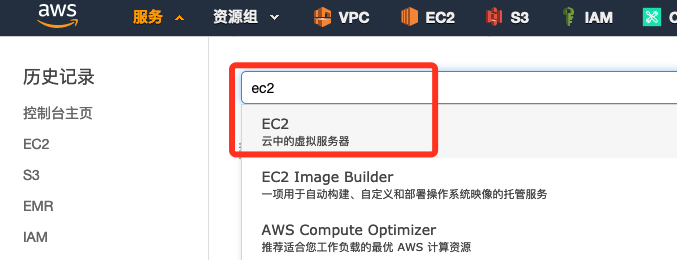 aws 服务 资源组 VPC EC2 S3 IAM
历史记录
控制台主页
EC2
S3
EMR
IAM
ec2
EC2
云中的虚拟服务器
EC2 Image Builder
一项用于自动构建、自定义和部署操作系统映像的托管服务
AWS Compute Optimizer
推荐适合您工作负载的最优 AWS 计算资源